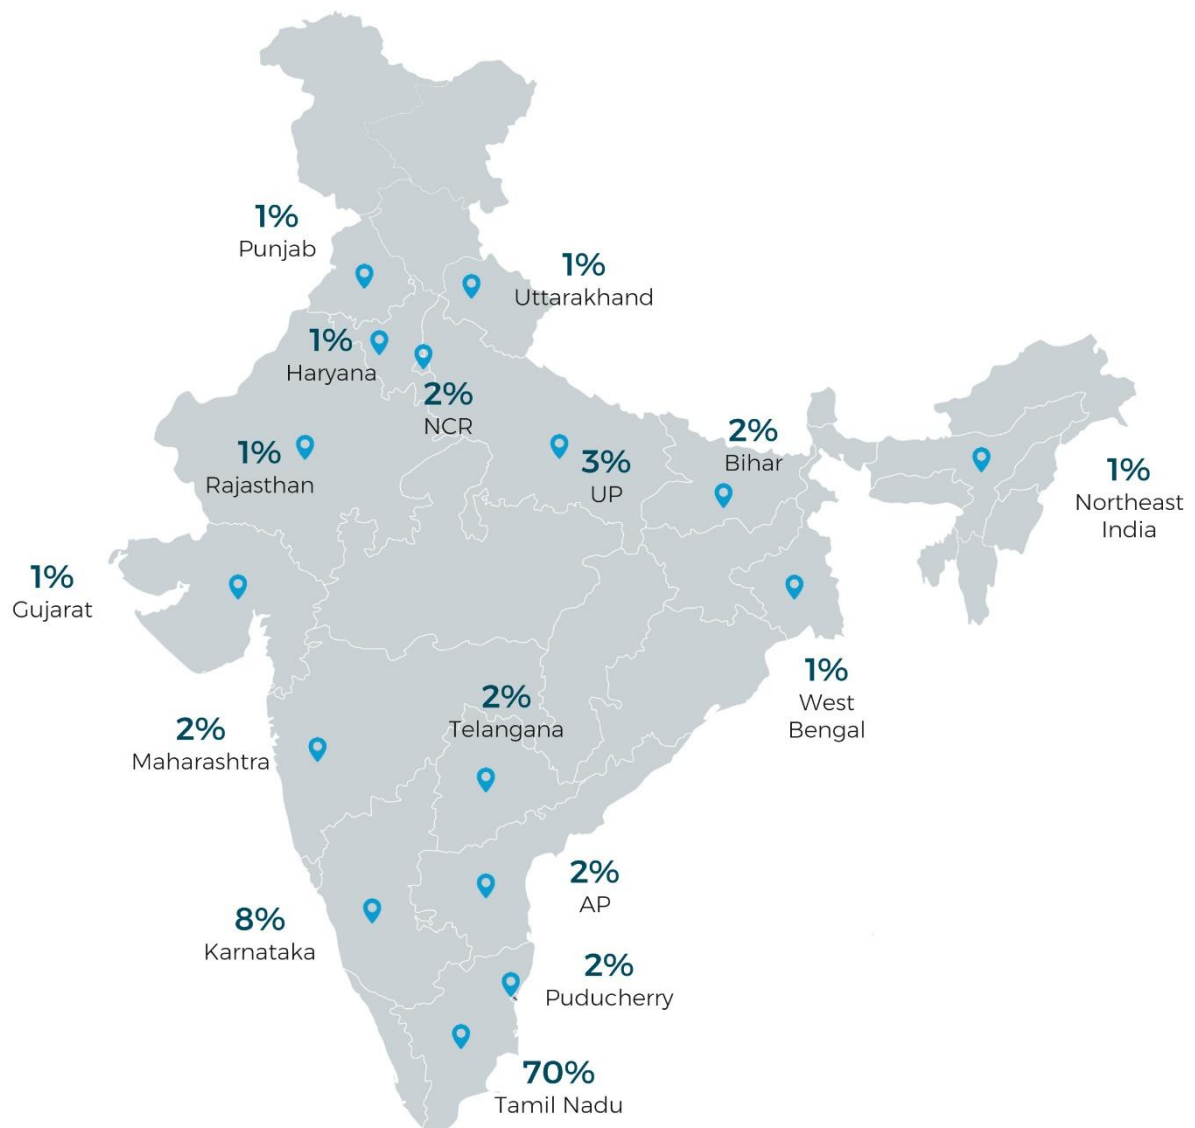 1%
Punjab
1%
Uttarakhand
1%
Haryana
2%
NCR
1%
Rajasthan
3%
UP
2%
Bihar
1%
Northeast
India
1%
Gujarat
1%
West
Bengal
2%
Maharashtra
2%
Telangana
2%
AP
8%
Karnataka
2%
Puducherry
70%
Tamil Nadu